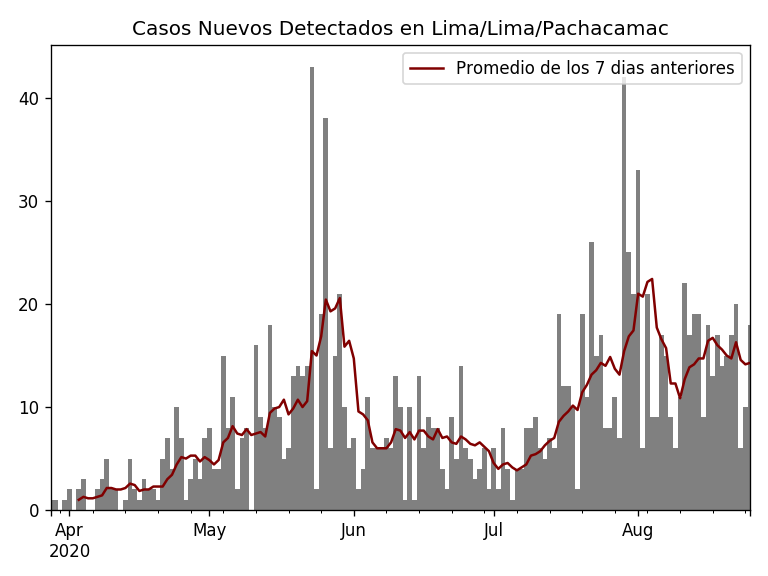 Casos Nuevos Detectados en Lima/Lima/Pachacamac
Promedio de los 7 dias anteriores
40
30
20
10
0
Apr May Jun Jul Aug
2020